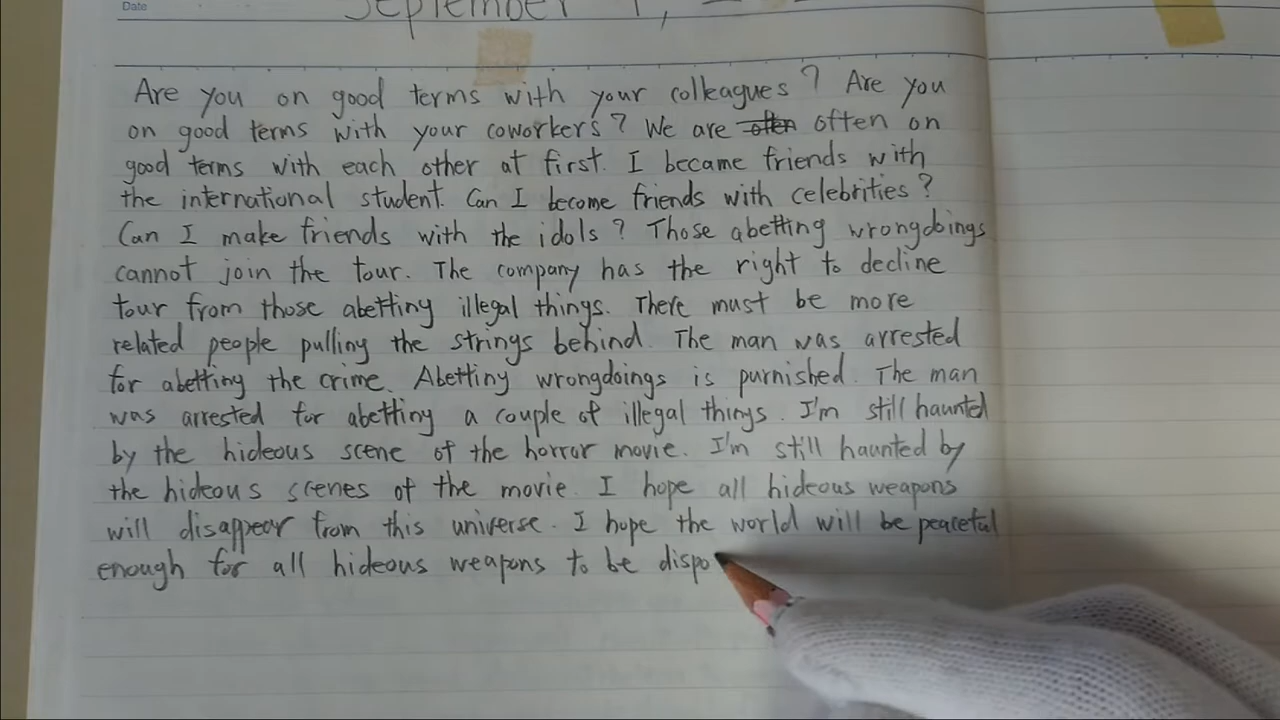 Date
September 1,
Are you on good terms with your colleagues? Are you
on good terms with your coworkers? We are often often on
good terms with each other at first. I became friends with
the international student. Can I become friends with celebrities?
Can I make friends with the idols? Those abetting wrongdoings
cannot join the tour. The company has the right to decline
tour from those abetting illegal things. There must be more
related people pulling the strings behind. The man was arrested
for abetting the crime. Abetting wrongdoings is purnished. The man
was arrested for abetting a couple of illegal things. I'm still haunted
by the hideous scene of the horror movie. I'm still haunted by
the hideous scenes of the movie. I hope all hideous weapons
will disappear from this universe. I hope the world will be peaceful
enough for all hideous weapons to be dispo